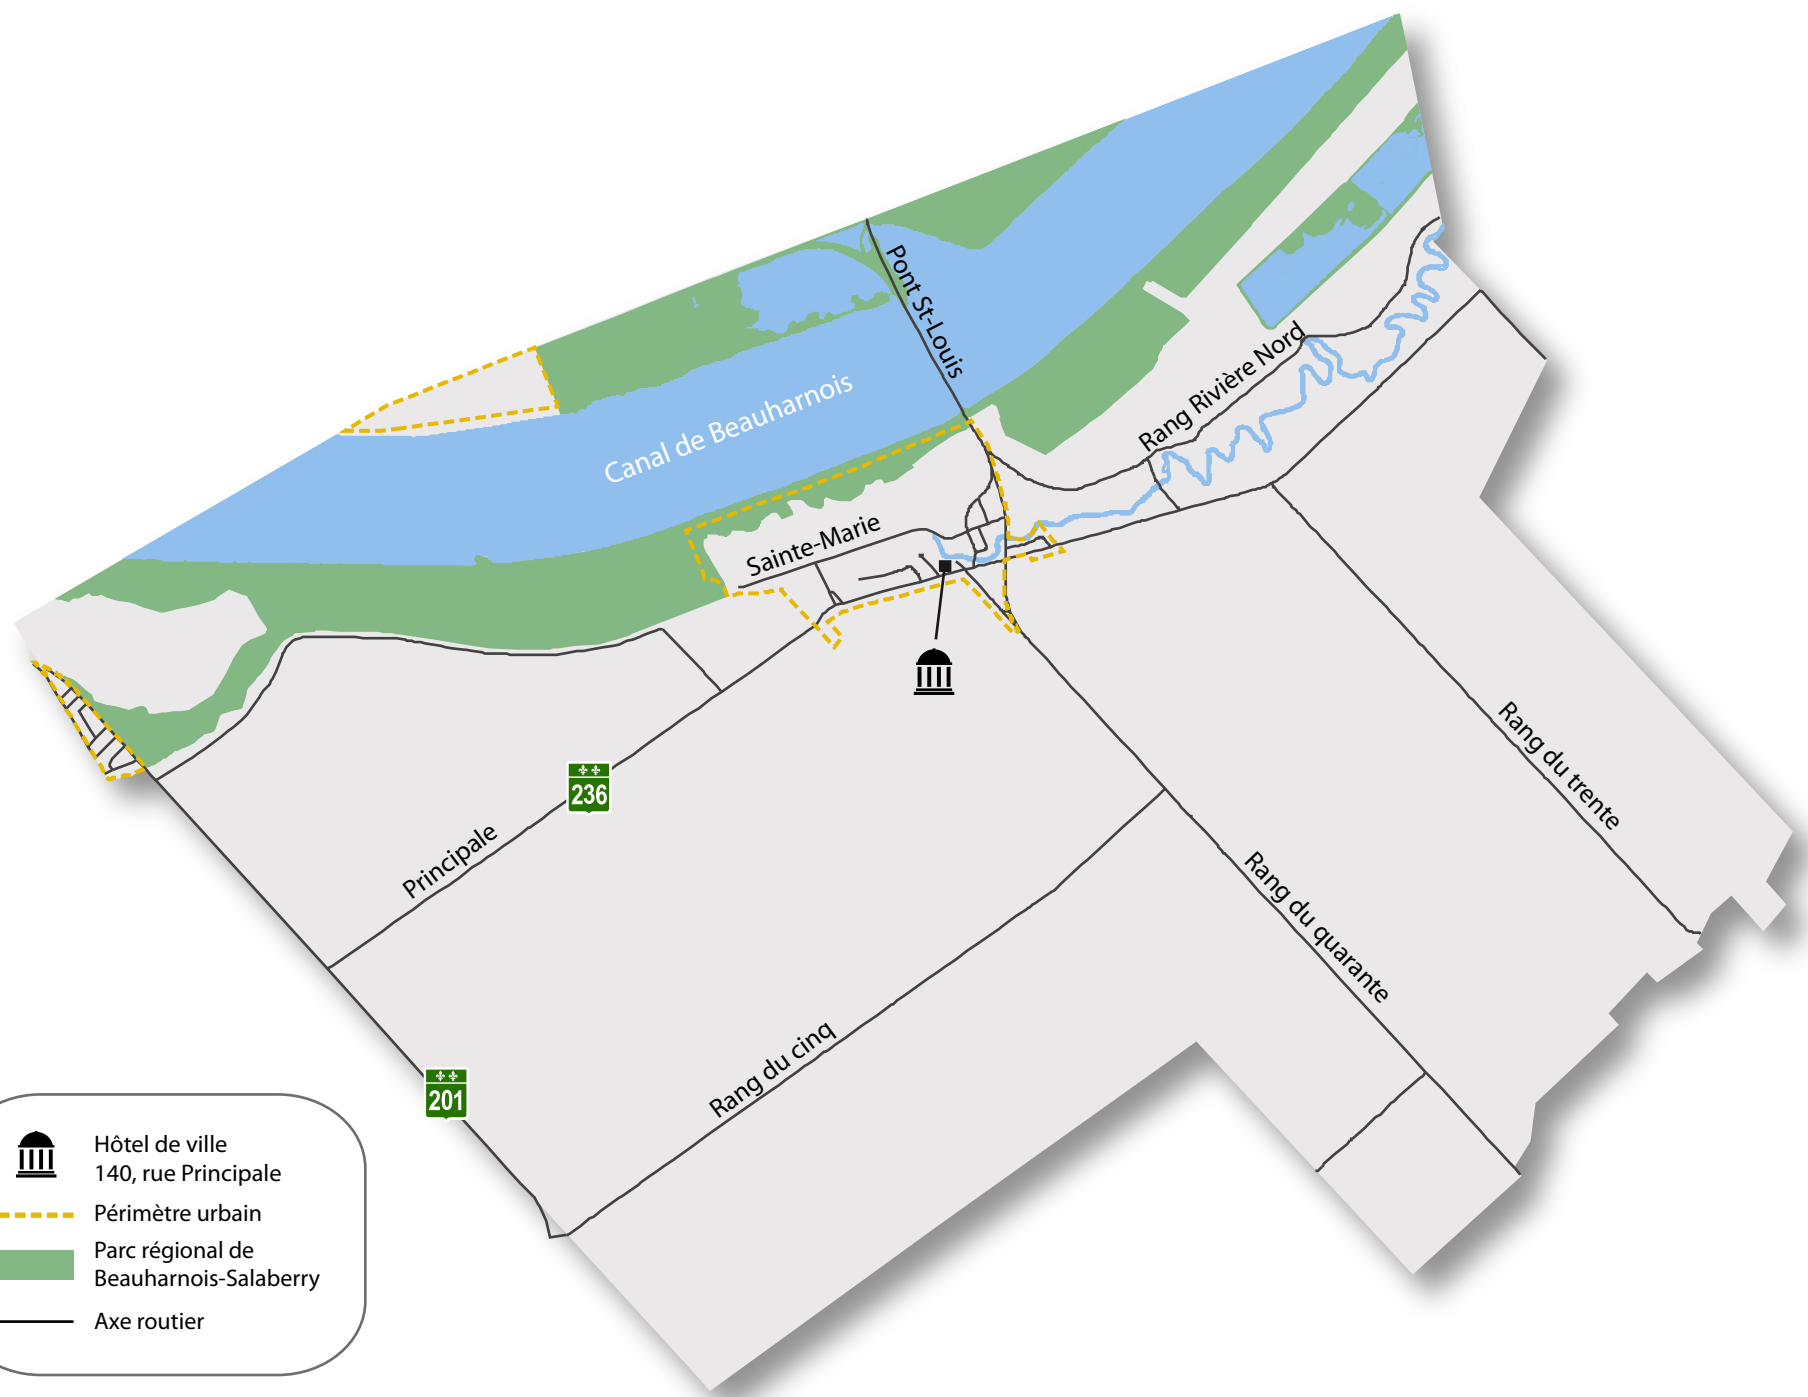 Pont St-Louis
Canal de Beauharnois
Rang Rivière Nord
Sainte-Marie
Principale
236
Rang du trente
Rang du quarante
Rang du cinq
201
Hôtel de ville
140, rue Principale
Périmètre urbain
Parc régional de
Beauharnois-Salaberry
Axe routier